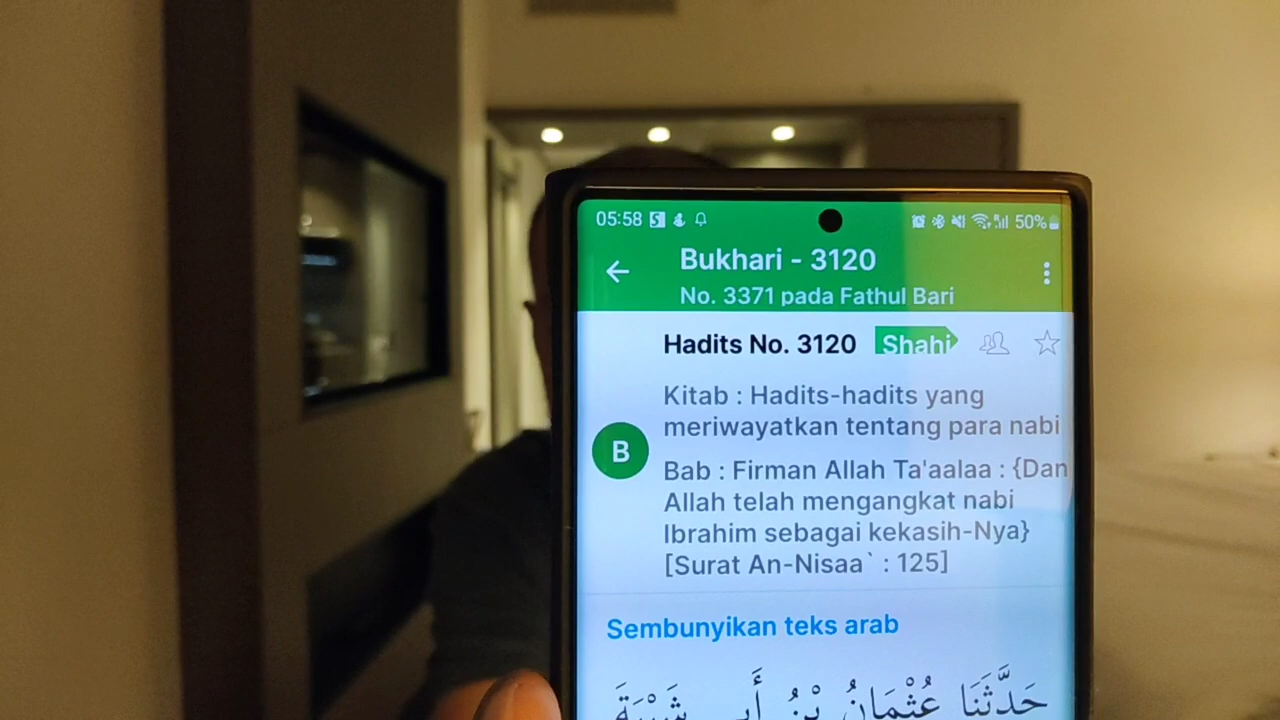 05:58 50%
Bukhari - 3120
No. 3371 pada Fathul Bari
Hadits No. 3120 Shahi
Kitab : Hadits-hadits yang
meriwayatkan tentang para nabi
B
Bab : Firman Allah Ta'aalaa : {Dan
Allah telah mengangkat nabi
Ibrahim sebagai kekasih-Nya}
[Surat An-Nisaa` : 125]
Sembunyikan teks arab
حَدَّثَنَا عُثْمَانُ بْنُ أَبِي شَيْبَةَ